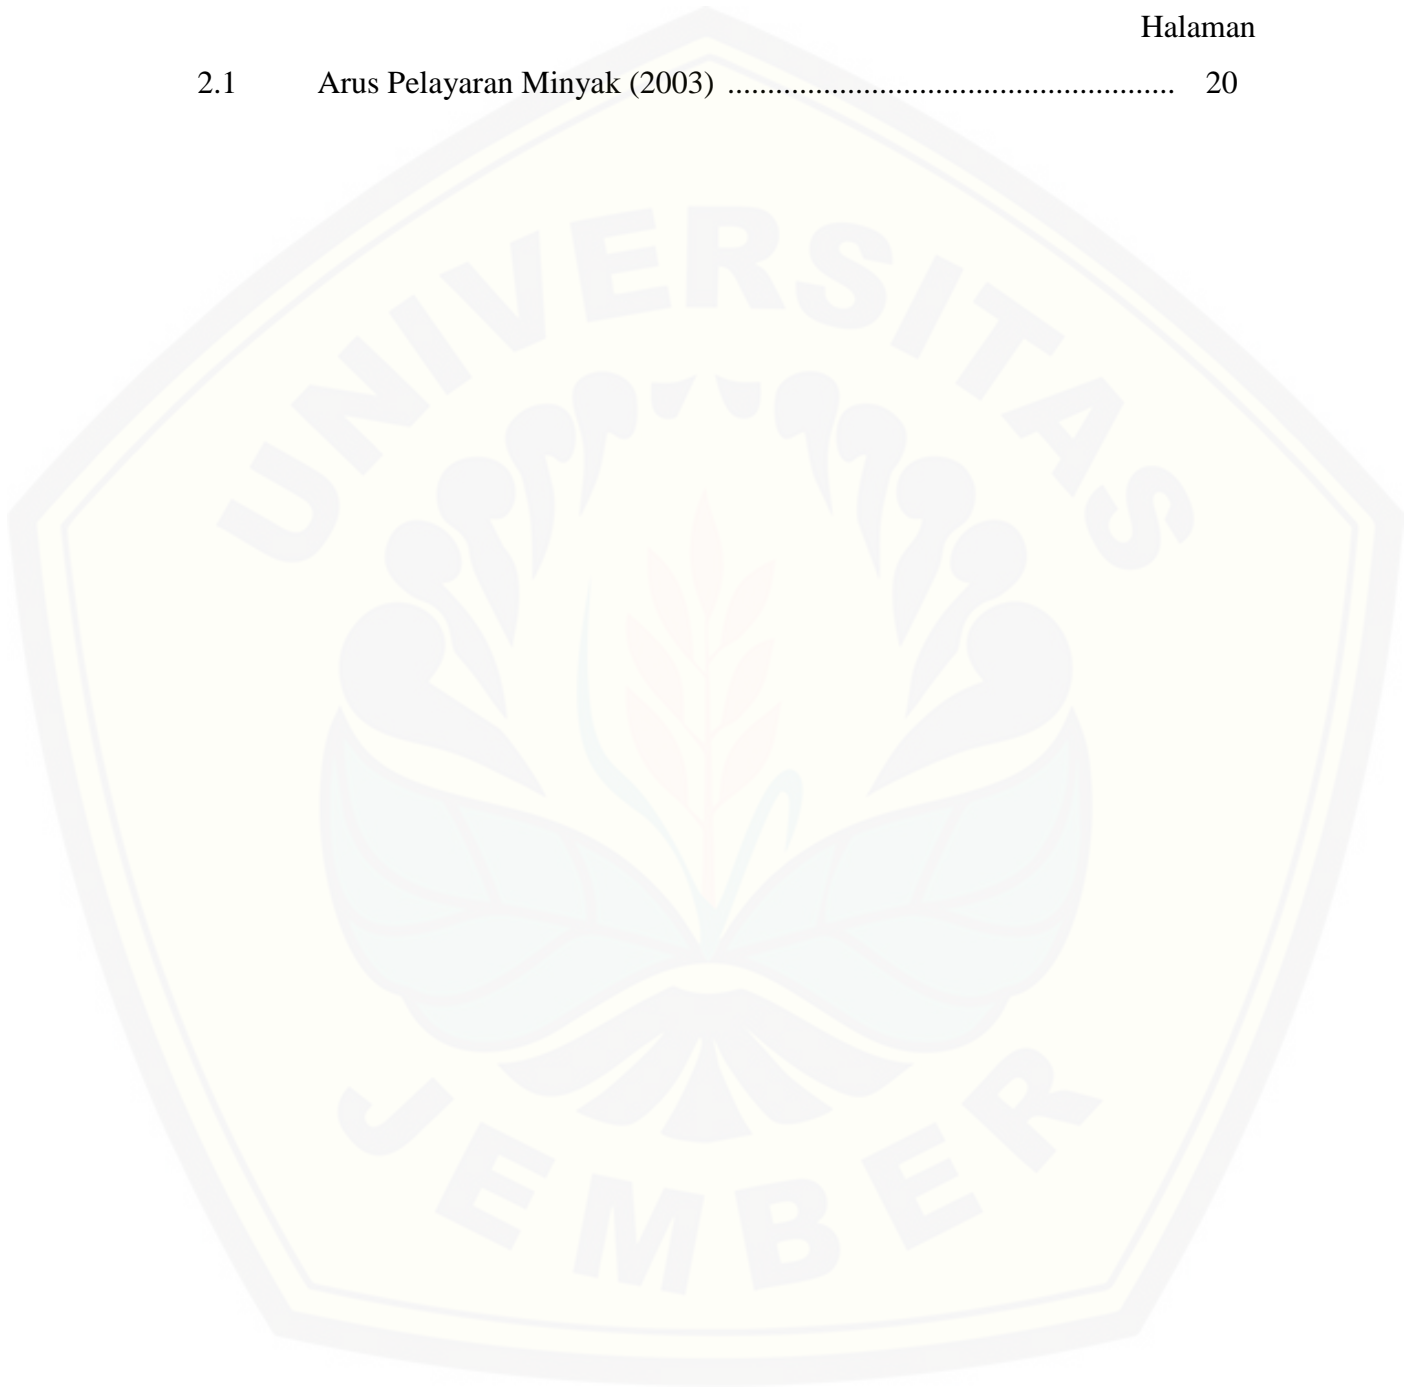 Halaman
2.1 Arus Pelayaran Minyak (2003) ........................................................ 20
UNIVERSITAS
JEMBER